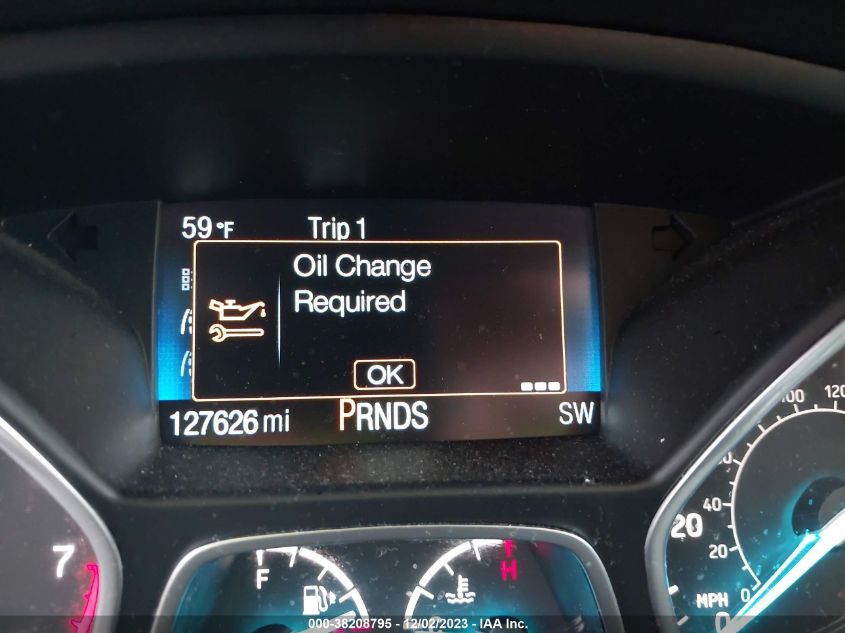 59°F Trip 1
Oil Change
Required
OK
127626 mi PRNDS SW
100 120
7
40
20
20
F H
MPH 0
0
000-38208795 - 12/02/2023 - IAA Inc.